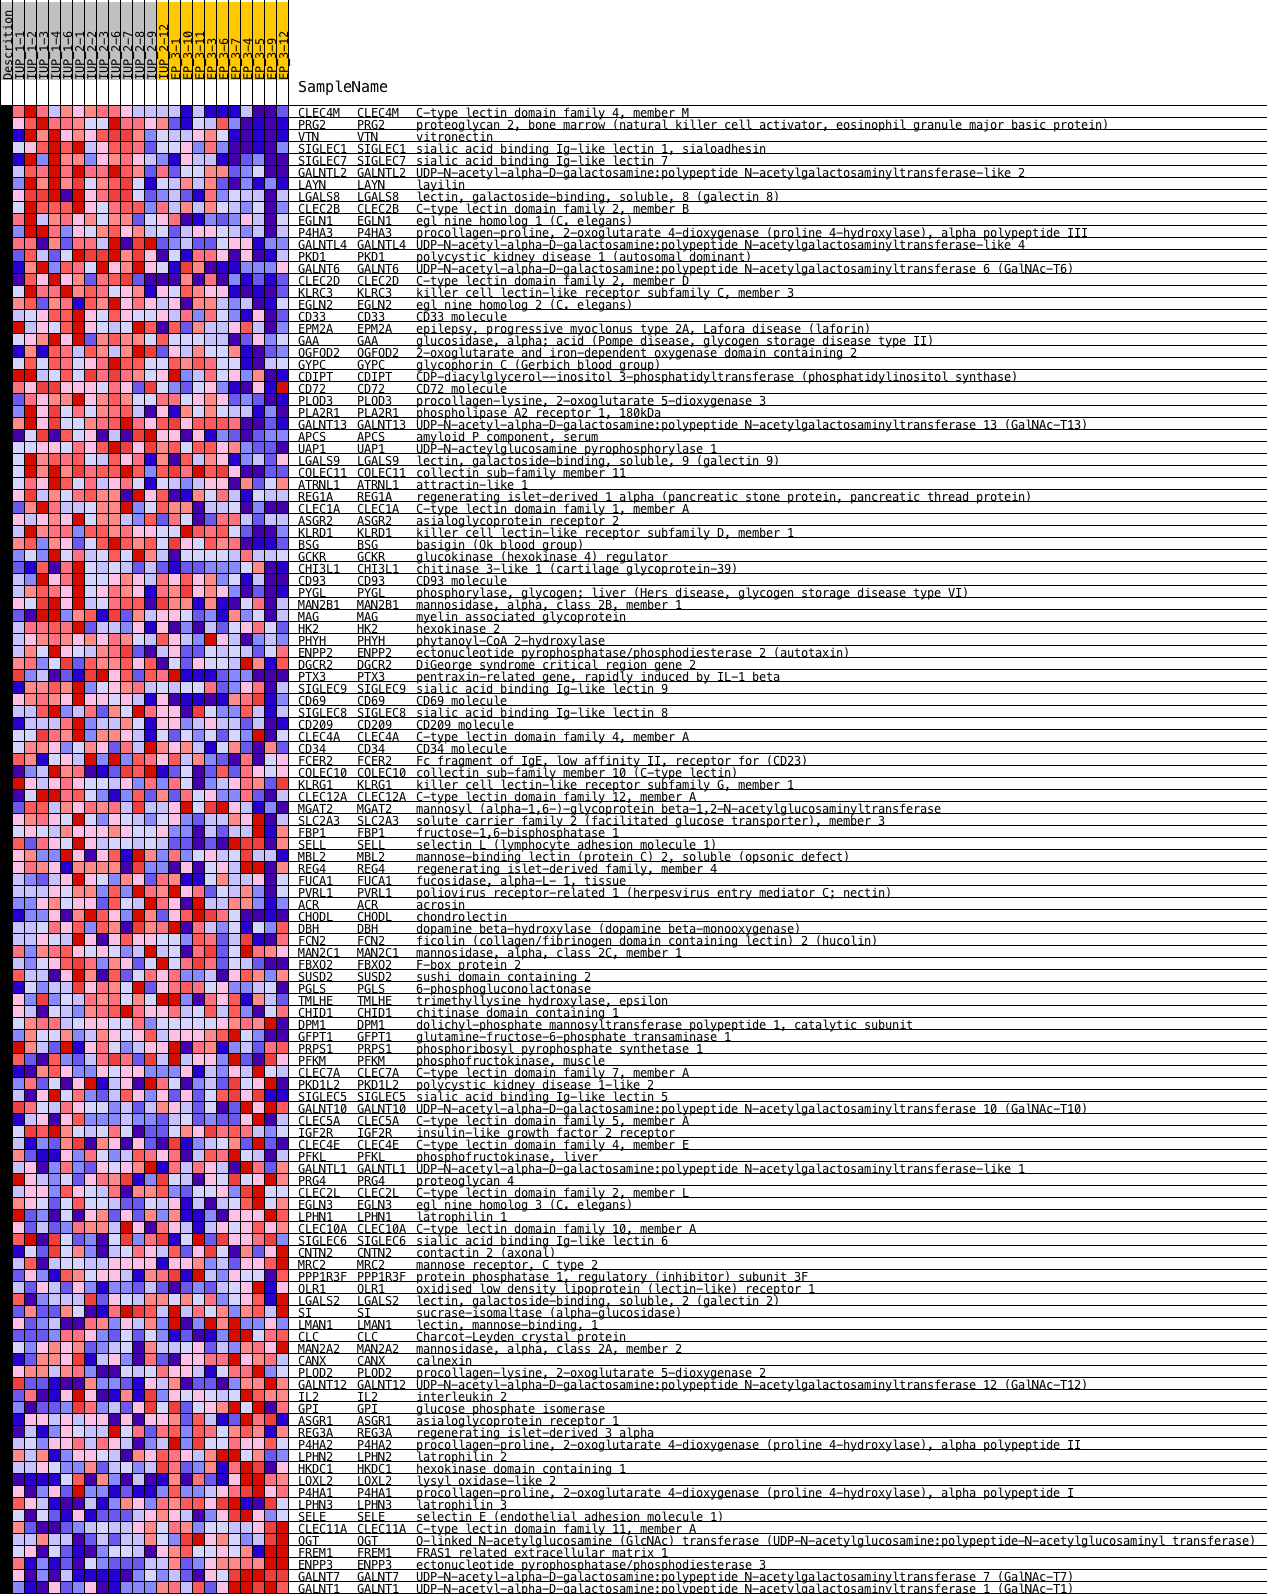 Descrition
IUP_1-1
IUP_1-2
IUP_1-3
IUP_1-4
IUP_1-6
IUP_2-1
IUP_2-2
IUP_2-3
IUP_2-6
IUP_2-7
IUP_2-8
IUP_2-9
IUP_2-12
EP_3-1
EP_3-10
EP_3-11
EP_3-3
EP_3-6
EP_3-7
EP_3-4
EP_3-5
EP_3-9
EP_3-12
SampleName
CLEC4M CLEC4M C-type lectin domain family 4, member M
PRG2 PRG2 proteoglycan 2, bone marrow (natural killer cell activator, eosinophil granule major basic protein)
VTN VTN vitronectin
SIGLEC1 SIGLEC1 sialic acid binding Ig-like lectin 1, sialoadhesin
SIGLEC7 SIGLEC7 sialic acid binding Ig-like lectin 7
GALNTL2 GALNTL2 UDP-N-acetyl-alpha-D-galactosamine:polypeptide N-acetylgalactosaminyltransferase-like 2
LAYN LAYN layilin
LGALS8 LGALS8 lectin, galactoside-binding, soluble, 8 (galectin 8)
CLEC2B CLEC2B C-type lectin domain family 2, member B
EGLN1 EGLN1 egl nine homolog 1 (C. elegans)
P4HA3 P4HA3 procollagen-proline, 2-oxoglutarate 4-dioxygenase (proline 4-hydroxylase), alpha polypeptide III
GALNTL4 GALNTL4 UDP-N-acetyl-alpha-D-galactosamine:polypeptide N-acetylgalactosaminyltransferase-like 4
PKD1 PKD1 polycystic kidney disease 1 (autosomal dominant)
GALNT6 GALNT6 UDP-N-acetyl-alpha-D-galactosamine:polypeptide N-acetylgalactosaminyltransferase 6 (GalNAc-T6)
CLEC2D CLEC2D C-type lectin domain family 2, member D
KLRC3 KLRC3 killer cell lectin-like receptor subfamily C, member 3
EGLN2 EGLN2 egl nine homolog 2 (C. elegans)
CD33 CD33 CD33 molecule
EPM2A EPM2A epilepsy, progressive myoclonus type 2A, Lafora disease (laforin)
GAA GAA glucosidase, alpha; acid (Pompe disease, glycogen storage disease type II)
OGFOD2 OGFOD2 2-oxoglutarate and iron-dependent oxygenase domain containing 2
GYPC GYPC glycophorin C (Gerbich blood group)
CDIPT CDIPT CDP-diacylglycerol--inositol 3-phosphatidyltransferase (phosphatidylinositol synthase)
CD72 CD72 CD72 molecule
PLOD3 PLOD3 procollagen-lysine, 2-oxoglutarate 5-dioxygenase 3
PLA2R1 PLA2R1 phospholipase A2 receptor 1, 180kDa
GALNT13 GALNT13 UDP-N-acetyl-alpha-D-galactosamine:polypeptide N-acetylgalactosaminyltransferase 13 (GalNAc-T13)
APCS APCS amyloid P component, serum
UAP1 UAP1 UDP-N-acteylglucosamine pyrophosphorylase 1
LGALS9 LGALS9 lectin, galactoside-binding, soluble, 9 (galectin 9)
COLEC11 COLEC11 collectin sub-family member 11
ATRNL1 ATRNL1 attractin-like 1
REG1A REG1A regenerating islet-derived 1 alpha (pancreatic stone protein, pancreatic thread protein)
CLEC1A CLEC1A C-type lectin domain family 1, member A
ASGR2 ASGR2 asialoglycoprotein receptor 2
KLRD1 KLRD1 killer cell lectin-like receptor subfamily D, member 1
BSG BSG basigin (Ok blood group)
GCKR GCKR glucokinase (hexokinase 4) regulator
CHI3L1 CHI3L1 chitinase 3-like 1 (cartilage glycoprotein-39)
CD93 CD93 CD93 molecule
PYGL PYGL phosphorylase, glycogen; liver (Hers disease, glycogen storage disease type VI)
MAN2B1 MAN2B1 mannosidase, alpha, class 2B, member 1
MAG MAG myelin associated glycoprotein
HK2 HK2 hexokinase 2
PHYH PHYH phytanoyl-CoA 2-hydroxylase
ENPP2 ENPP2 ectonucleotide pyrophosphatase/phosphodiesterase 2 (autotaxin)
DGCR2 DGCR2 DiGeorge syndrome critical region gene 2
PTX3 PTX3 pentraxin-related gene, rapidly induced by IL-1 beta
SIGLEC9 SIGLEC9 sialic acid binding Ig-like lectin 9
CD69 CD69 CD69 molecule
SIGLEC8 SIGLEC8 sialic acid binding Ig-like lectin 8
CD209 CD209 CD209 molecule
CLEC4A CLEC4A C-type lectin domain family 4, member A
CD34 CD34 CD34 molecule
FCER2 FCER2 Fc fragment of IgE, low affinity II, receptor for (CD23)
COLEC10 COLEC10 collectin sub-family member 10 (C-type lectin)
KLRG1 KLRG1 killer cell lectin-like receptor subfamily G, member 1
CLEC12A CLEC12A C-type lectin domain family 12, member A
MGAT2 MGAT2 mannosyl (alpha-1,6-)-glycoprotein beta-1,2-N-acetylglucosaminyltransferase
SLC2A3 SLC2A3 solute carrier family 2 (facilitated glucose transporter), member 3
FBP1 FBP1 fructose-1,6-bisphosphatase 1
SELL SELL selectin L (lymphocyte adhesion molecule 1)
MBL2 MBL2 mannose-binding lectin (protein C) 2, soluble (opsonic defect)
REG4 REG4 regenerating islet-derived family, member 4
FUCA1 FUCA1 fucosidase, alpha-L- 1, tissue
PVRL1 PVRL1 poliovirus receptor-related 1 (herpesvirus entry mediator C; nectin)
ACR ACR acrosin
CHODL CHODL chondrolectin
DBH DBH dopamine beta-hydroxylase (dopamine beta-monooxygenase)
FCN2 FCN2 ficolin (collagen/fibrinogen domain containing lectin) 2 (hucolin)
MAN2C1 MAN2C1 mannosidase, alpha, class 2C, member 1
FBXO2 FBXO2 F-box protein 2
SUSD2 SUSD2 sushi domain containing 2
PGLS PGLS 6-phosphogluconolactonase
TMLHE TMLHE trimethyllysine hydroxylase, epsilon
CHID1 CHID1 chitinase domain containing 1
DPM1 DPM1 dolichyl-phosphate mannosyltransferase polypeptide 1, catalytic subunit
GFPT1 GFPT1 glutamine-fructose-6-phosphate transaminase 1
PRPS1 PRPS1 phosphoribosyl pyrophosphate synthetase 1
PFKM PFKM phosphofructokinase, muscle
CLEC7A CLEC7A C-type lectin domain family 7, member A
PKD1L2 PKD1L2 polycystic kidney disease 1-like 2
SIGLEC5 SIGLEC5 sialic acid binding Ig-like lectin 5
GALNT10 GALNT10 UDP-N-acetyl-alpha-D-galactosamine:polypeptide N-acetylgalactosaminyltransferase 10 (GalNAc-T10)
CLEC5A CLEC5A C-type lectin domain family 5, member A
IGF2R IGF2R insulin-like growth factor 2 receptor
CLEC4E CLEC4E C-type lectin domain family 4, member E
PFKL PFKL phosphofructokinase, liver
GALNTL1 GALNTL1 UDP-N-acetyl-alpha-D-galactosamine:polypeptide N-acetylgalactosaminyltransferase-like 1
PRG4 PRG4 proteoglycan 4
CLEC2L CLEC2L C-type lectin domain family 2, member L
EGLN3 EGLN3 egl nine homolog 3 (C. elegans)
LPHN1 LPHN1 latrophilin 1
CLEC10A CLEC10A C-type lectin domain family 10, member A
SIGLEC6 SIGLEC6 sialic acid binding Ig-like lectin 6
CNTN2 CNTN2 contactin 2 (axonal)
MRC2 MRC2 mannose receptor, C type 2
PPP1R3F PPP1R3F protein phosphatase 1, regulatory (inhibitor) subunit 3F
OLR1 OLR1 oxidised low density lipoprotein (lectin-like) receptor 1
LGALS2 LGALS2 lectin, galactoside-binding, soluble, 2 (galectin 2)
SI SI sucrase-isomaltase (alpha-glucosidase)
LMAN1 LMAN1 lectin, mannose-binding, 1
CLC CLC Charcot-Leyden crystal protein
MAN2A2 MAN2A2 mannosidase, alpha, class 2A, member 2
CANX CANX calnexin
PLOD2 PLOD2 procollagen-lysine, 2-oxoglutarate 5-dioxygenase 2
GALNT12 GALNT12 UDP-N-acetyl-alpha-D-galactosamine:polypeptide N-acetylgalactosaminyltransferase 12 (GalNAc-T12)
IL2 IL2 interleukin 2
GPI GPI glucose phosphate isomerase
ASGR1 ASGR1 asialoglycoprotein receptor 1
REG3A REG3A regenerating islet-derived 3 alpha
P4HA2 P4HA2 procollagen-proline, 2-oxoglutarate 4-dioxygenase (proline 4-hydroxylase), alpha polypeptide II
LPHN2 LPHN2 latrophilin 2
HKDC1 HKDC1 hexokinase domain containing 1
LOXL2 LOXL2 lysyl oxidase-like 2
P4HA1 P4HA1 procollagen-proline, 2-oxoglutarate 4-dioxygenase (proline 4-hydroxylase), alpha polypeptide I
LPHN3 LPHN3 latrophilin 3
SELE SELE selectin E (endothelial adhesion molecule 1)
CLEC11A CLEC11A C-type lectin domain family 11, member A
OGT OGT O-linked N-acetylglucosamine (GlcNAc) transferase (UDP-N-acetylglucosamine:polypeptide-N-acetylglucosaminyl transferase)
FREM1 FREM1 FRAS1 related extracellular matrix 1
ENPP3 ENPP3 ectonucleotide pyrophosphatase/phosphodiesterase 3
GALNT7 GALNT7 UDP-N-acetyl-alpha-D-galactosamine:polypeptide N-acetylgalactosaminyltransferase 7 (GalNAc-T7)
GALNT1 GALNT1 UDP-N-acetyl-alpha-D-galactosamine:polypeptide N-acetylgalactosaminyltransferase 1 (GalNAc-T1)